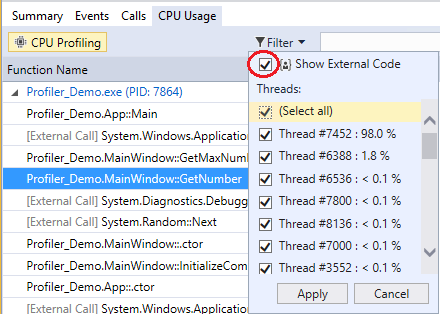 Summary Events Calls CPU Usage
CPU Profiling Filter
Function Name
Show External Code
Threads:
(Select all)
Thread #7452 : 98.0 %
Thread #6388 : 1.8 %
Thread #6536 : < 0.1 %
Thread #7800 : < 0.1 %
Thread #8136 : < 0.1 %
Thread #7000 : < 0.1 %
Thread #3552 : < 0.1 %
Apply Cancel
Profiler_Demo.exe (PID: 7864)
Profiler_Demo.App::Main
[External Call] System.Windows.Application
Profiler_Demo.MainWindow::GetMaxNum
Profiler_Demo.MainWindow::GetNumber
[External Call] System.Diagnostics.Debugg
[External Call] System.Random::Next
Profiler_Demo.MainWindow::.ctor
Profiler_Demo.MainWindow::InitializeCom
Profiler_Demo.App::.ctor
[External Call] System.Windows.Applicatio